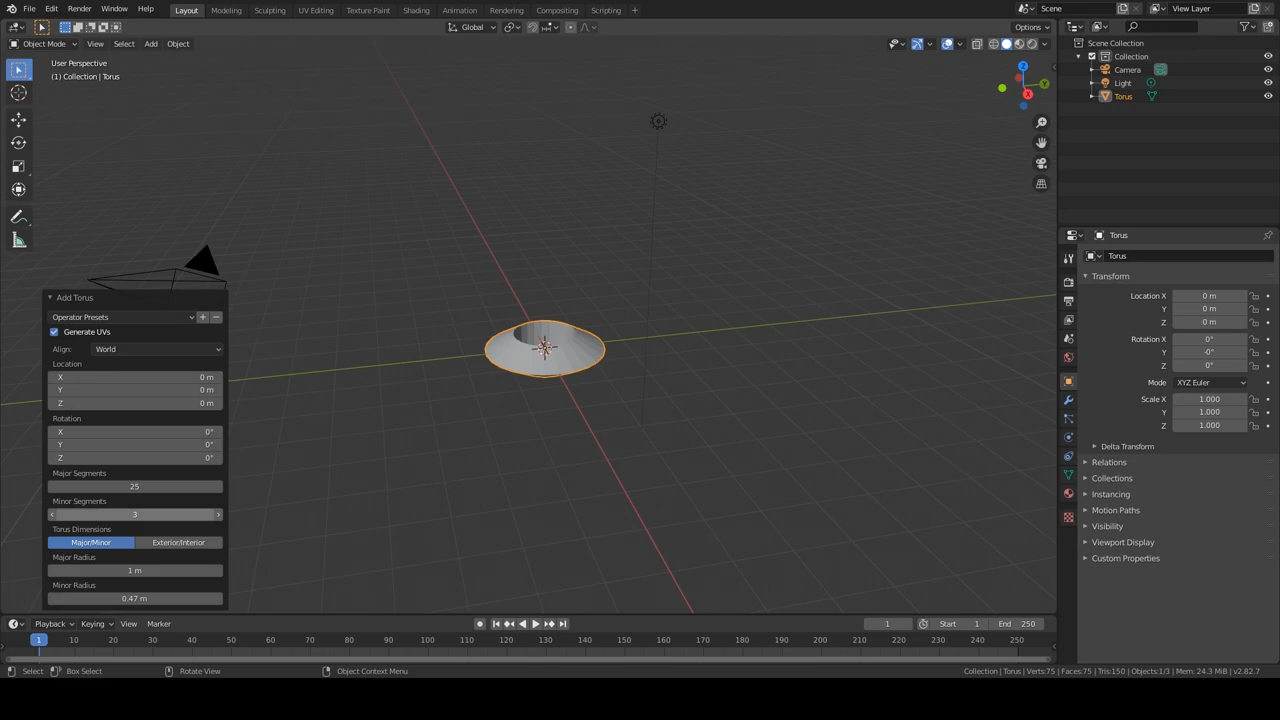 File Edit Render Window Help Layout Modeling Sculpting UV Editing Texture Paint Shading Animation Rendering Compositing Scripting + Scene View Layer
Global Options
Object Mode View Select Add Object
User Perspective
(1) Collection | Torus
Z
Y
X
Scene Collection
Collection
Camera
Light
Torus
Torus
Torus
Transform
Location X 0 m
Y 0 m
Z 0 m
Rotation X 0°
Y -0°
Z 0°
Mode XYZ Euler
Scale X 1.000
Y 1.000
Z 1.000
Delta Transform
Relations
Collections
Instancing
Motion Paths
Visibility
Viewport Display
Custom Properties
Add Torus
Operator Presets
Generate UVs
Align: World
Location
X 0 m
Y 0 m
Z 0 m
Rotation
X 0°
Y 0°
Z 0°
Major Segments
25
Minor Segments
3
Torus Dimensions
Major/Minor Exterior/Interior
Major Radius
1 m
Minor Radius
0.47 m
Playback Keying View Marker 1 Start 1 End 250
1 10 20 30 40 50 60 70 80 90 100 110 120 130 140 150 160 170 180 190 200 210 220 230 240 250
Select Box Select Rotate View Object Context Menu Collection | Torus | Verts:75 | Faces:75 | Tris:150 | Objects:1/3 | Mem: 24.3 MiB | v2.82.7